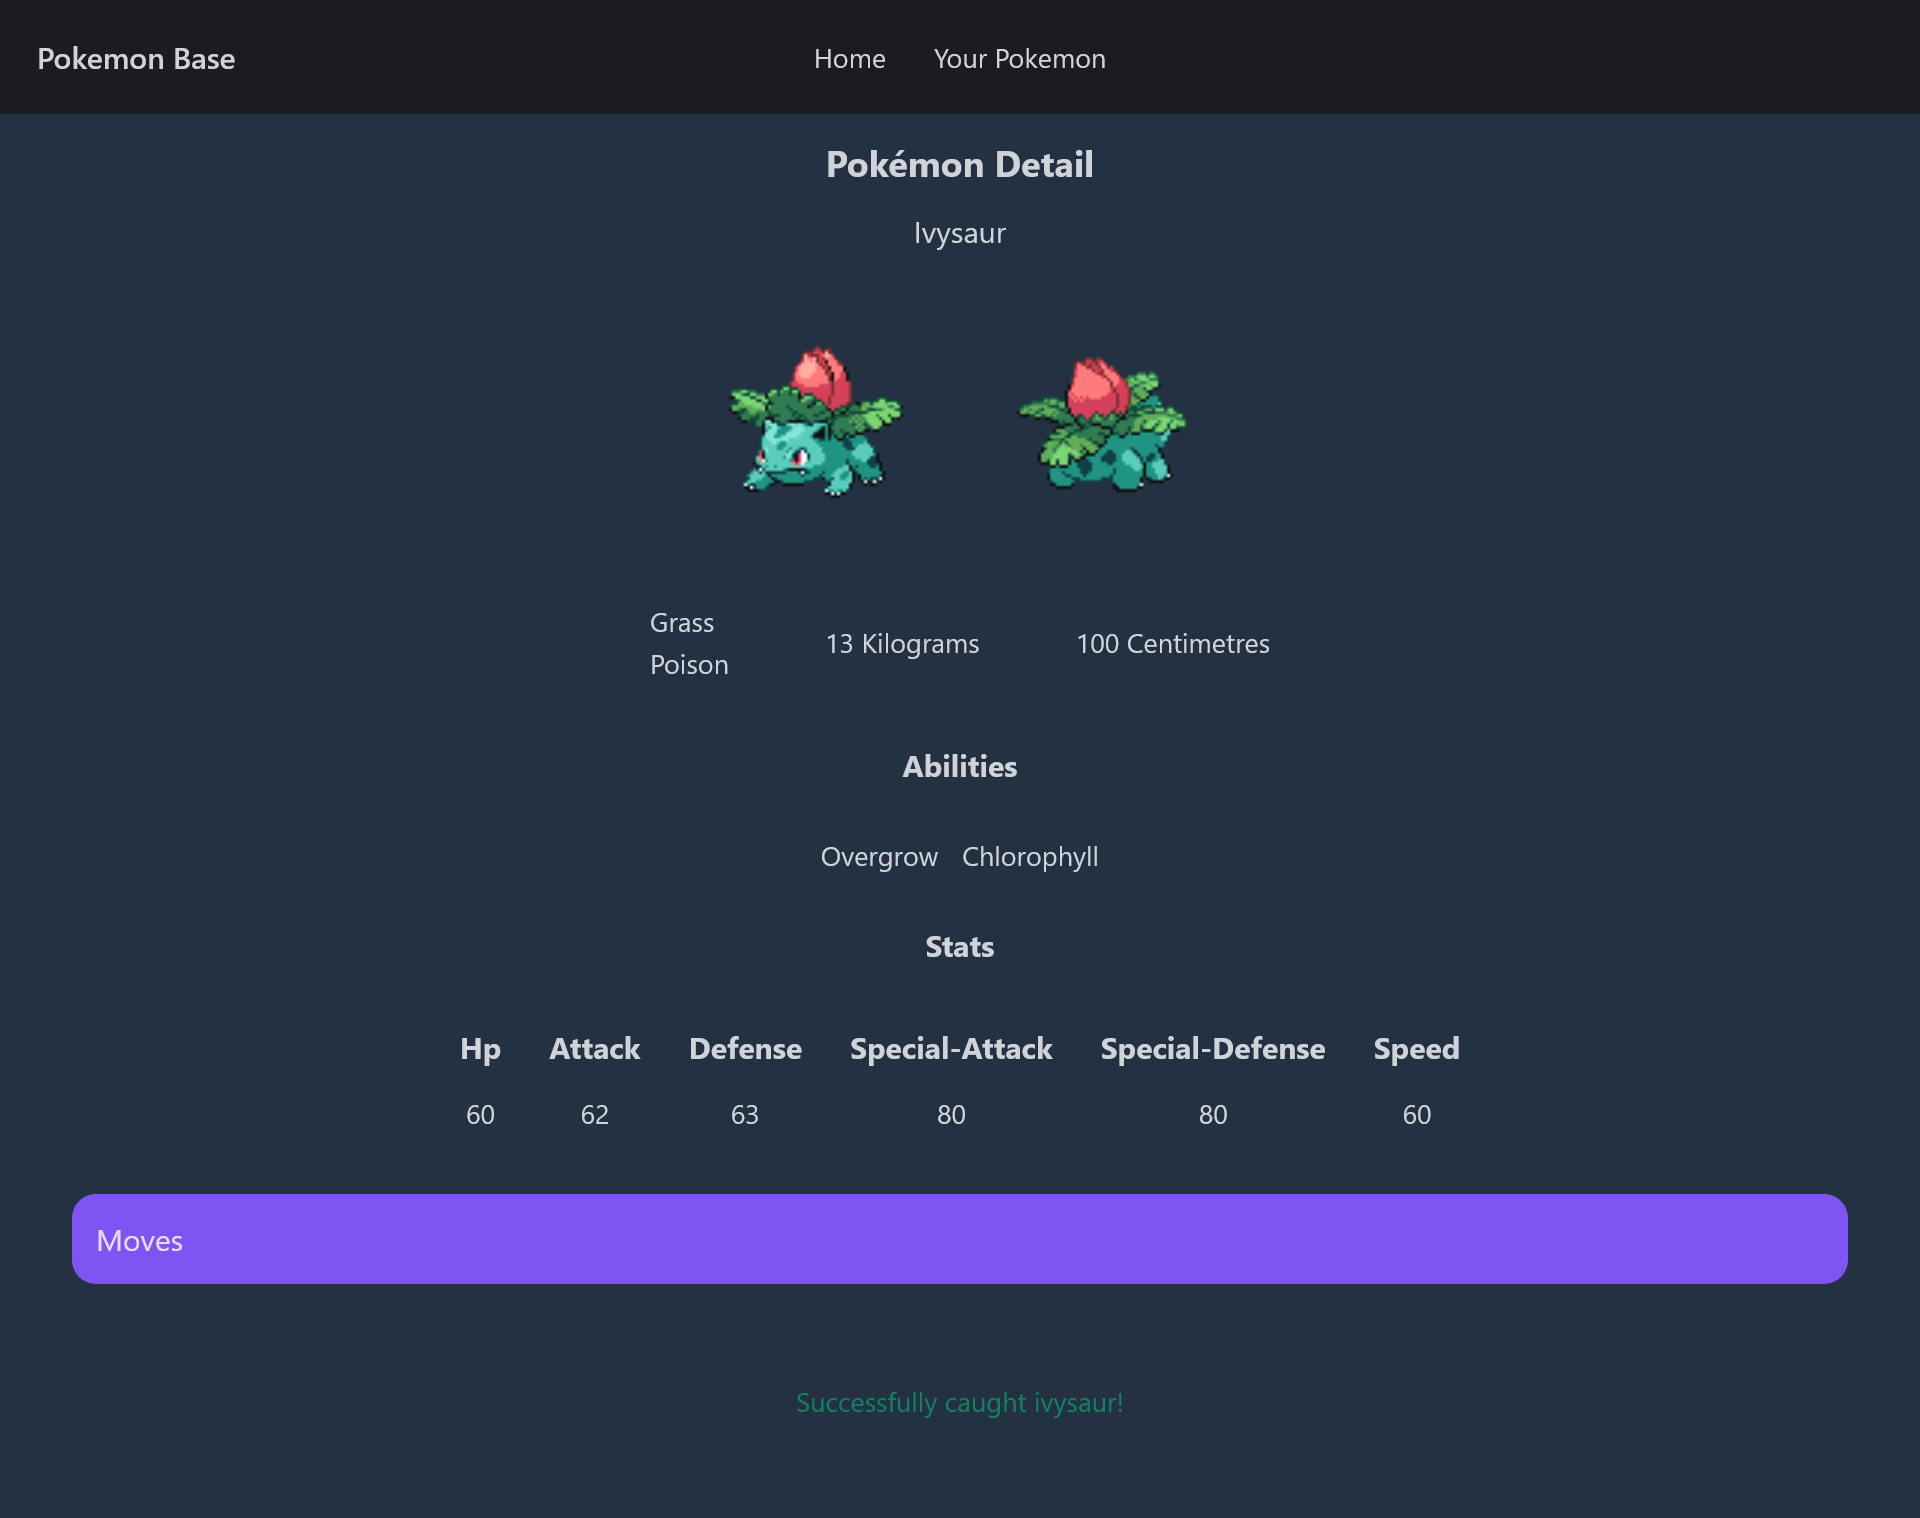 Pokemon Base
Home
Your Pokemon
Pokémon Detail
Ivysaur
Grass
Poison
13 Kilograms
100 Centimetres
Abilities
Overgrow Chlorophyll
Stats
Hp Attack Defense Special-Attack Special-Defense Speed
60 62 63 80 80 60
Moves
Successfully caught ivysaur!